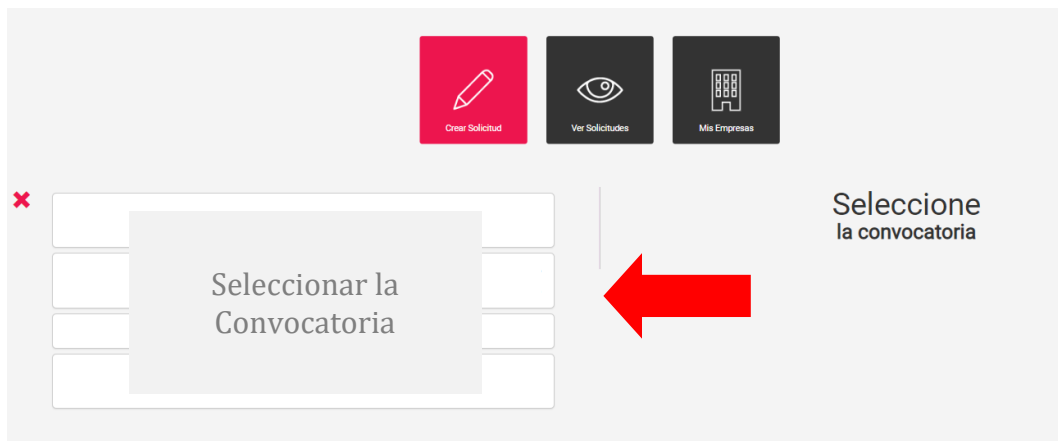 Crear Solicitud
Ver Solicitudes
Mis Empresas
Seleccione
la convocatoria
Seleccionar la
Convocatoria